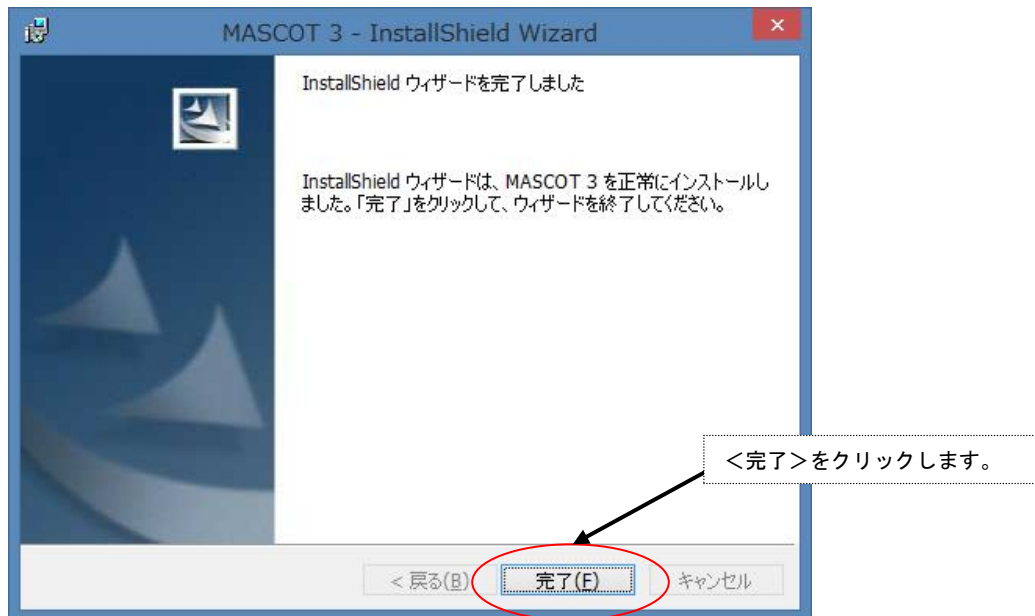 MASCOT 3 - InstallShield Wizard
InstallShield ウィザードを完了しました
InstallShield ウィザードは、MASCOT 3 を正常にインストールし
ました。「完了」をクリックして、ウィザードを終了してください。
＜完了＞をクリックします。
< 戻る(B)
完了(F)
キャンセル